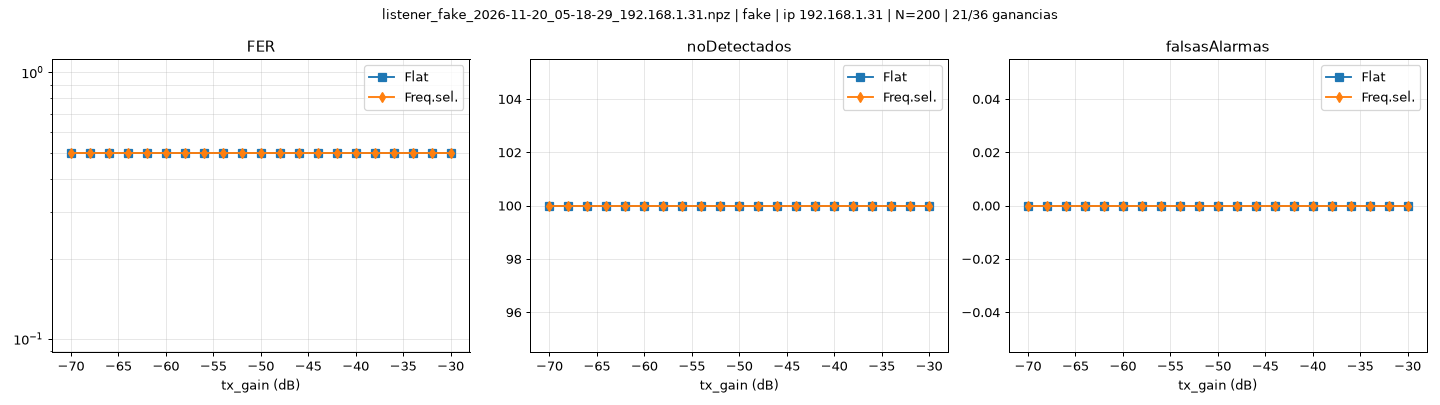 listener_fake_2026-11-20_05-18-29_192.168.1.31.npz | fake | ip 192.168.1.31 | N=200 | 21/36 ganancias
FER
Flat
Freq.sel.
10⁰
10⁻¹
−70 −65 −60 −55 −50 −45 −40 −35 −30
tx_gain (dB)
noDetectados
Flat
Freq.sel.
104
102
100
98
96
−70 −65 −60 −55 −50 −45 −40 −35 −30
tx_gain (dB)
falsasAlarmas
Flat
Freq.sel.
0.04
0.02
0.00
−0.02
−0.04
−70 −65 −60 −55 −50 −45 −40 −35 −30
tx_gain (dB)